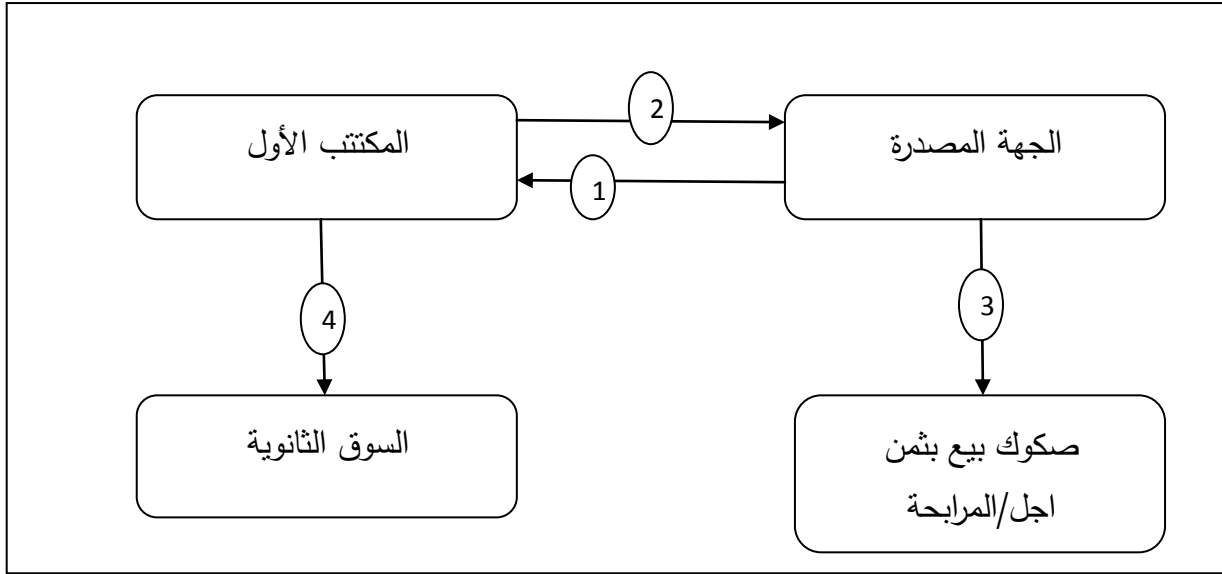 2
الجهة المصدرة
المكتتب الأول
1
3
4
صكوك بيع بثمن
اجل/المرابحة
السوق الثانوية